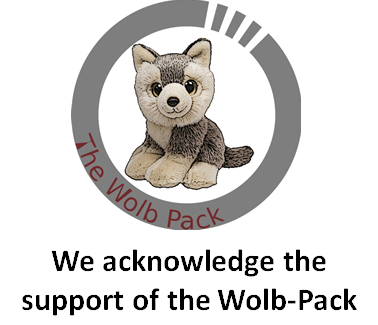 The Wolb Pack
We acknowledge the
support of the Wolb-Pack